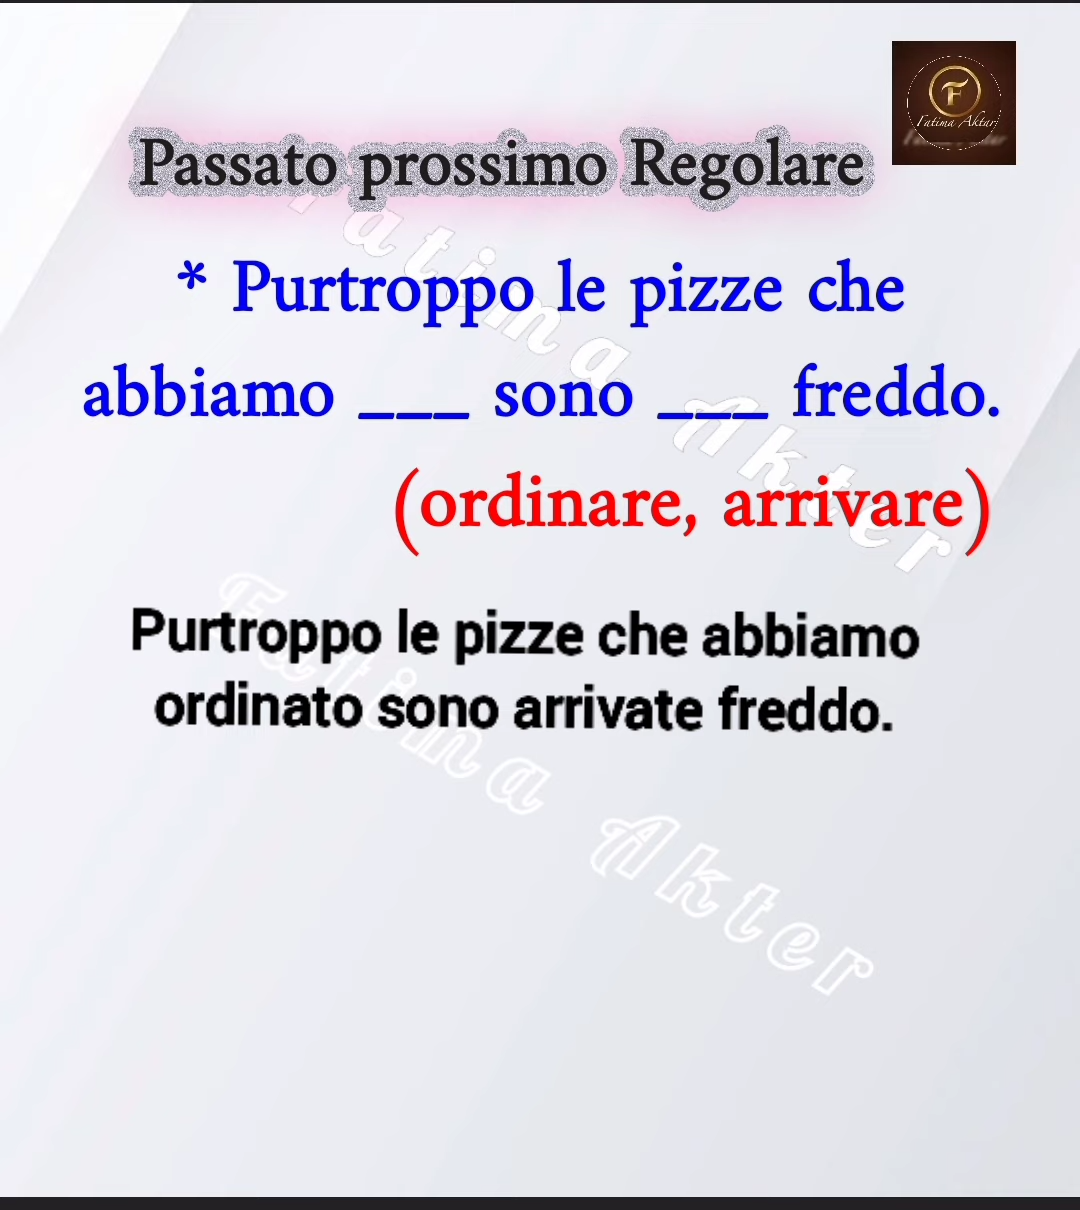 Fatima Aktar
Passato prossimo Regolare
* Purtroppo le pizze che
abbiamo ___ sono ___ freddo.
(ordinare, arrivare)
Purtroppo le pizze che abbiamo
ordinato sono arrivate freddo.
Fatima Akter
Fatima Akter